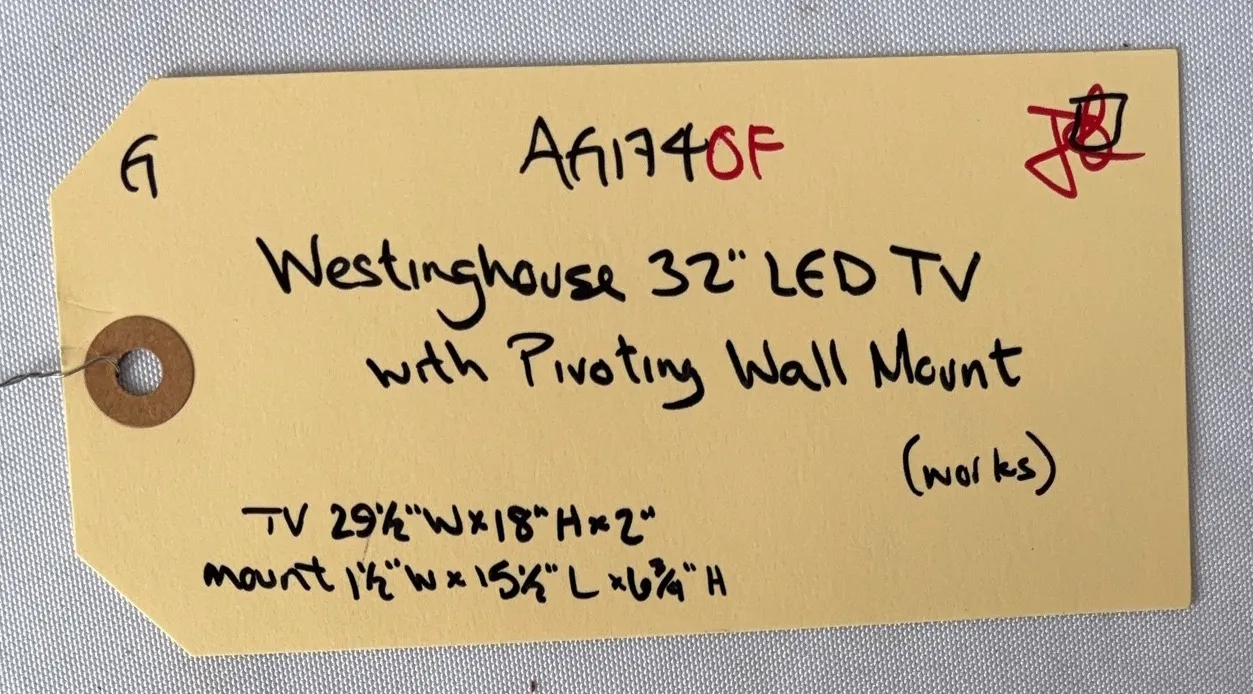 G
AG174OF
Westinghouse 32" LED TV
with Pivoting Wall Mount
(works)
TV 29½" W x 18" H x 2"
mount 1½" W x 15½" L x 6¾" H